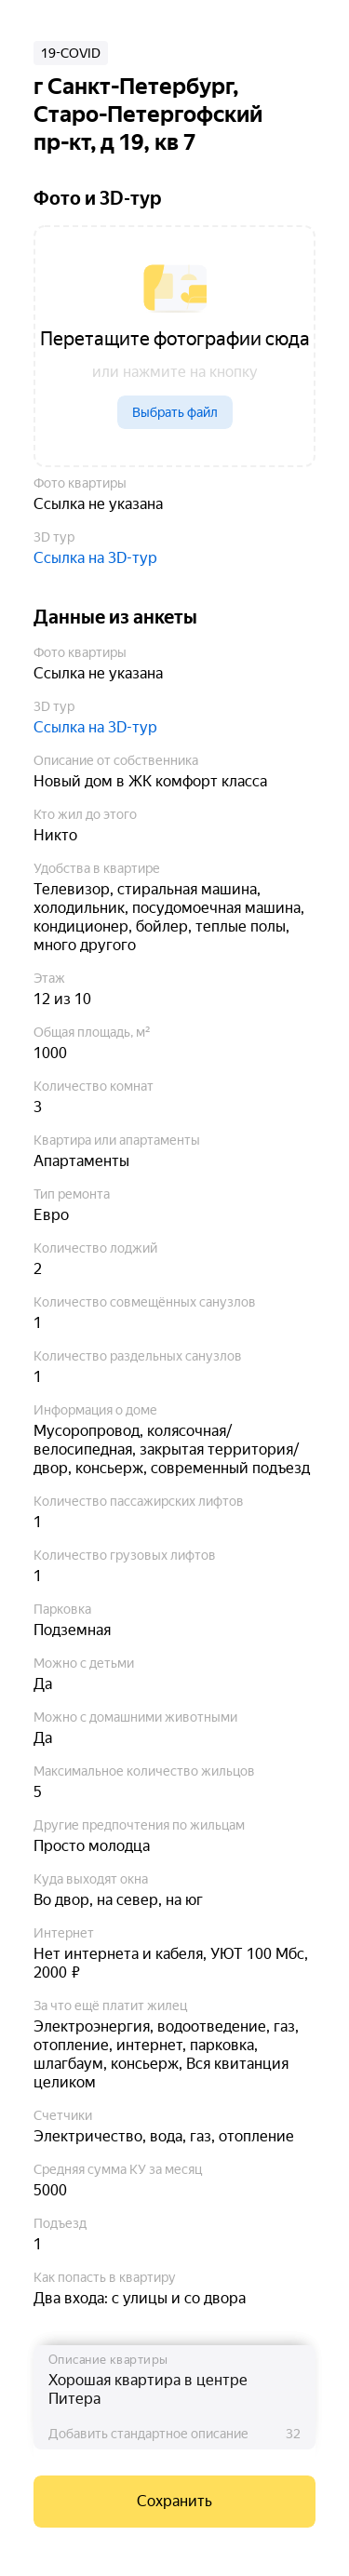 19-COVID
г Санкт-Петербург,
Старо-Петергофский
пр-кт, д 19, кв 7
Фото и 3D-тур
Перетащите фотографии сюда
или нажмите на кнопку
Выбрать файл
Фото квартиры
Ссылка не указана
3D тур
Ссылка на 3D-тур
Данные из анкеты
Фото квартиры
Ссылка не указана
3D тур
Ссылка на 3D-тур
Описание от собственника
Новый дом в ЖК комфорт класса
Кто жил до этого
Никто
Удобства в квартире
Телевизор, стиральная машина,
холодильник, посудомоечная машина,
кондиционер, бойлер, теплые полы,
много другого
Этаж
12 из 10
Общая площадь, м²
1000
Количество комнат
3
Квартира или апартаменты
Апартаменты
Тип ремонта
Евро
Количество лоджий
2
Количество совмещённых санузлов
1
Количество раздельных санузлов
1
Информация о доме
Мусоропровод, колясочная/
велосипедная, закрытая территория/
двор, консьерж, современный подъезд
Количество пассажирских лифтов
1
Количество грузовых лифтов
1
Парковка
Подземная
Можно с детьми
Да
Можно с домашними животными
Да
Максимальное количество жильцов
5
Другие предпочтения по жильцам
Просто молодца
Куда выходят окна
Во двор, на север, на юг
Интернет
Нет интернета и кабеля, УЮТ 100 Мбс,
2000 ₽
За что ещё платит жилец
Электроэнергия, водоотведение, газ,
отопление, интернет, парковка,
шлагбаум, консьерж, Вся квитанция
целиком
Счетчики
Электричество, вода, газ, отопление
Средняя сумма КУ за месяц
5000
Подъезд
1
Как попасть в квартиру
Два входа: с улицы и со двора
Описание квартиры
Хорошая квартира в центре
Питера
Добавить стандартное описание 32
Сохранить